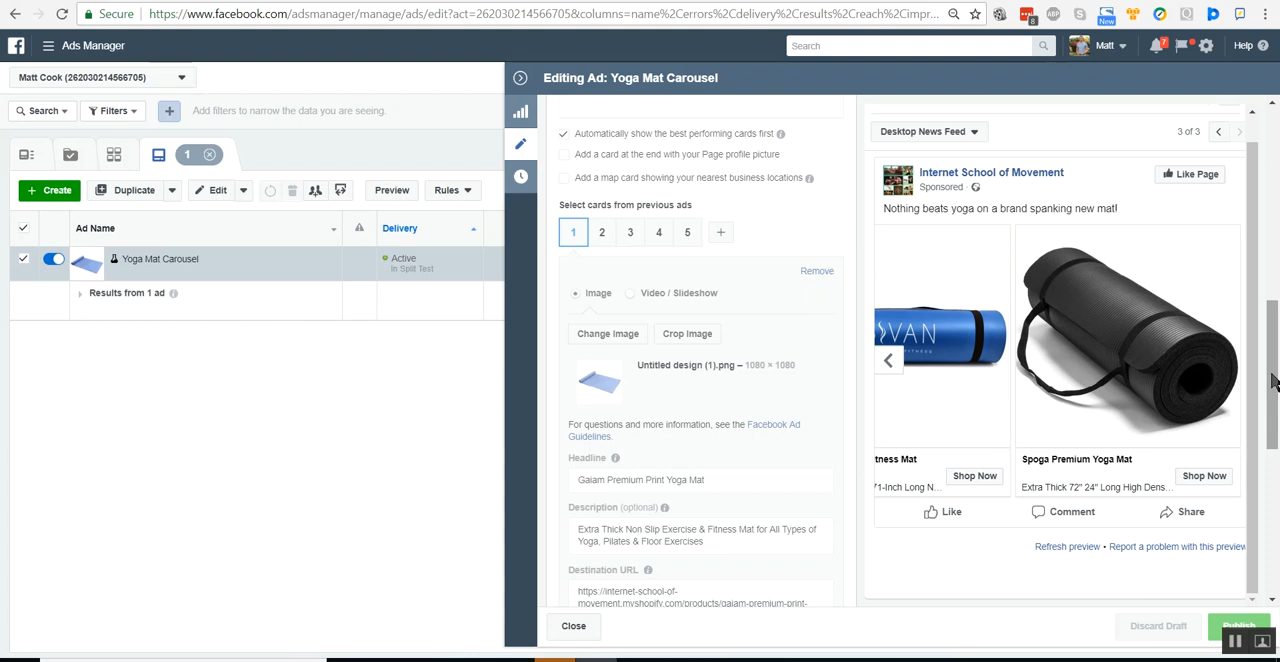 Secure
https://www.facebook.com/adsmanager/manage/ads/edit?act=262030214566705&columns=name%2Cerrors%2Cdelivery%2Cresults%2Creach%2Cimpr...
8
ABP
New
Ads Manager
Search
Matt
7
Help
Matt Cook (262030214566705)
Editing Ad: Yoga Mat Carousel
Search
Filters
Add filters to narrow the data you are seeing.
1
Create
Duplicate
Edit
Preview
Rules
Ad Name
Delivery
Yoga Mat Carousel
Active
In Split Test
Results from 1 ad
Automatically show the best performing cards first
Add a card at the end with your Page profile picture
Add a map card showing your nearest business locations
Select cards from previous ads
1 2 3 4 5
Remove
Image
Video / Slideshow
Change Image
Crop Image
Untitled design (1).png – 1080 × 1080
For questions and more information, see the Facebook Ad
Guidelines.
Headline
Gaiam Premium Print Yoga Mat
Description (optional)
Extra Thick Non Slip Exercise & Fitness Mat for All Types of
Yoga, Pilates & Floor Exercises
Destination URL
https://internet-school-of-
movement.myshopify.com/products/gaiam-premium-print-
Close
Desktop News Feed
3 of 3
Internet School of Movement
Sponsored
Like Page
Nothing beats yoga on a brand spanking new mat!
VAN
tness Mat
71-Inch Long N...
Shop Now
Spoga Premium Yoga Mat
Extra Thick 72" 24" Long High Dens...
Shop Now
Like
Comment
Share
Refresh preview • Report a problem with this preview
Discard Draft
Publish